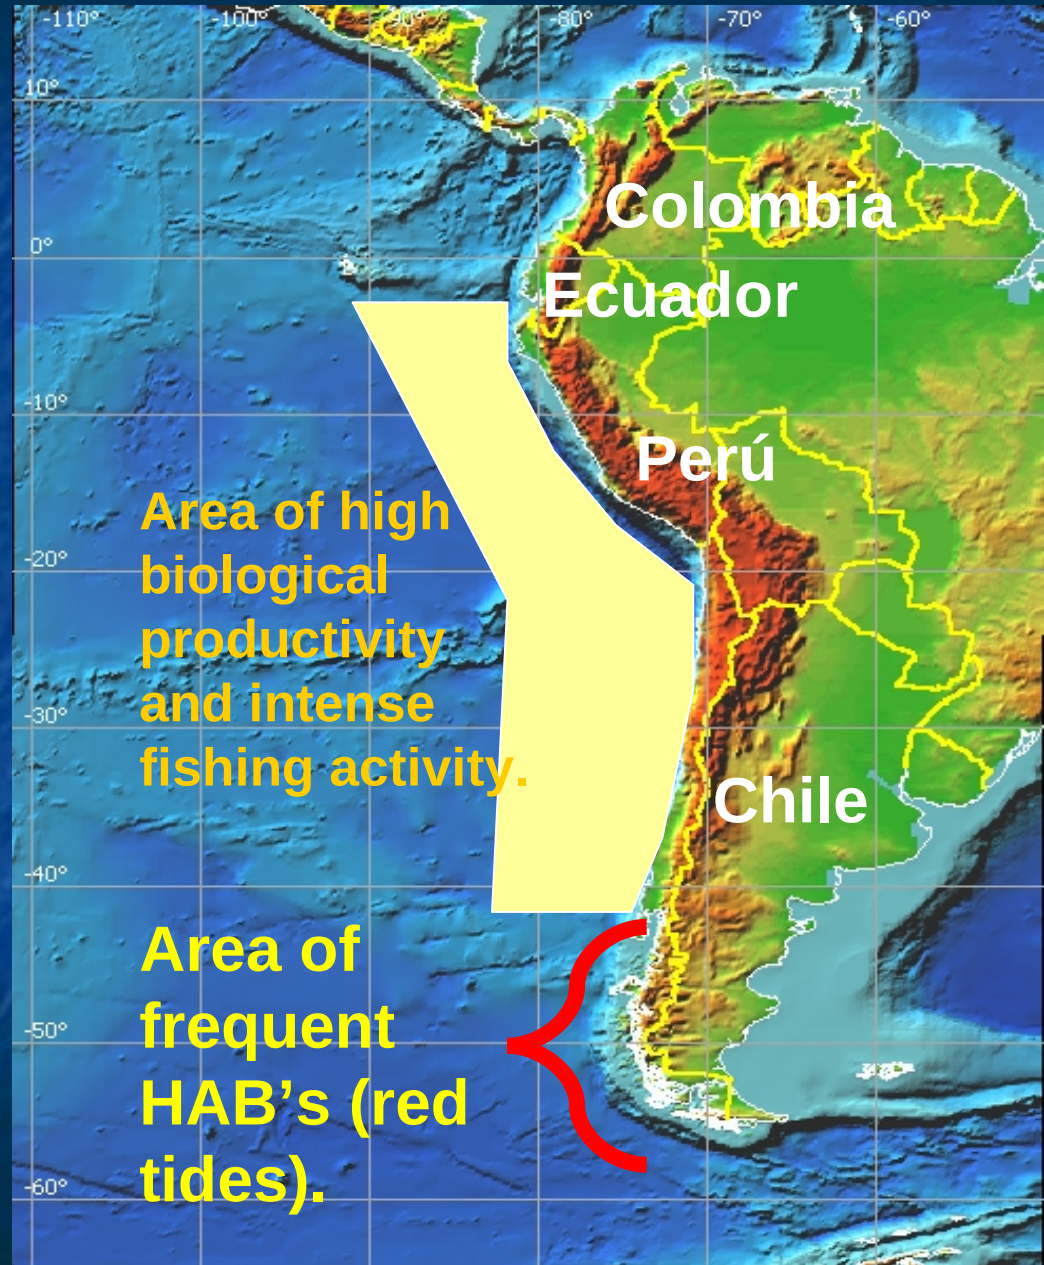 -110° -100° -90° -80° -70° -60°
10°
Colombia
0°
Ecuador
-10°
Perú
Area of high
biological
productivity
and intense
fishing activity.
-20°
-30°
Chile
-40°
Area of
frequent
HAB’s (red
tides).
-50°
-60°